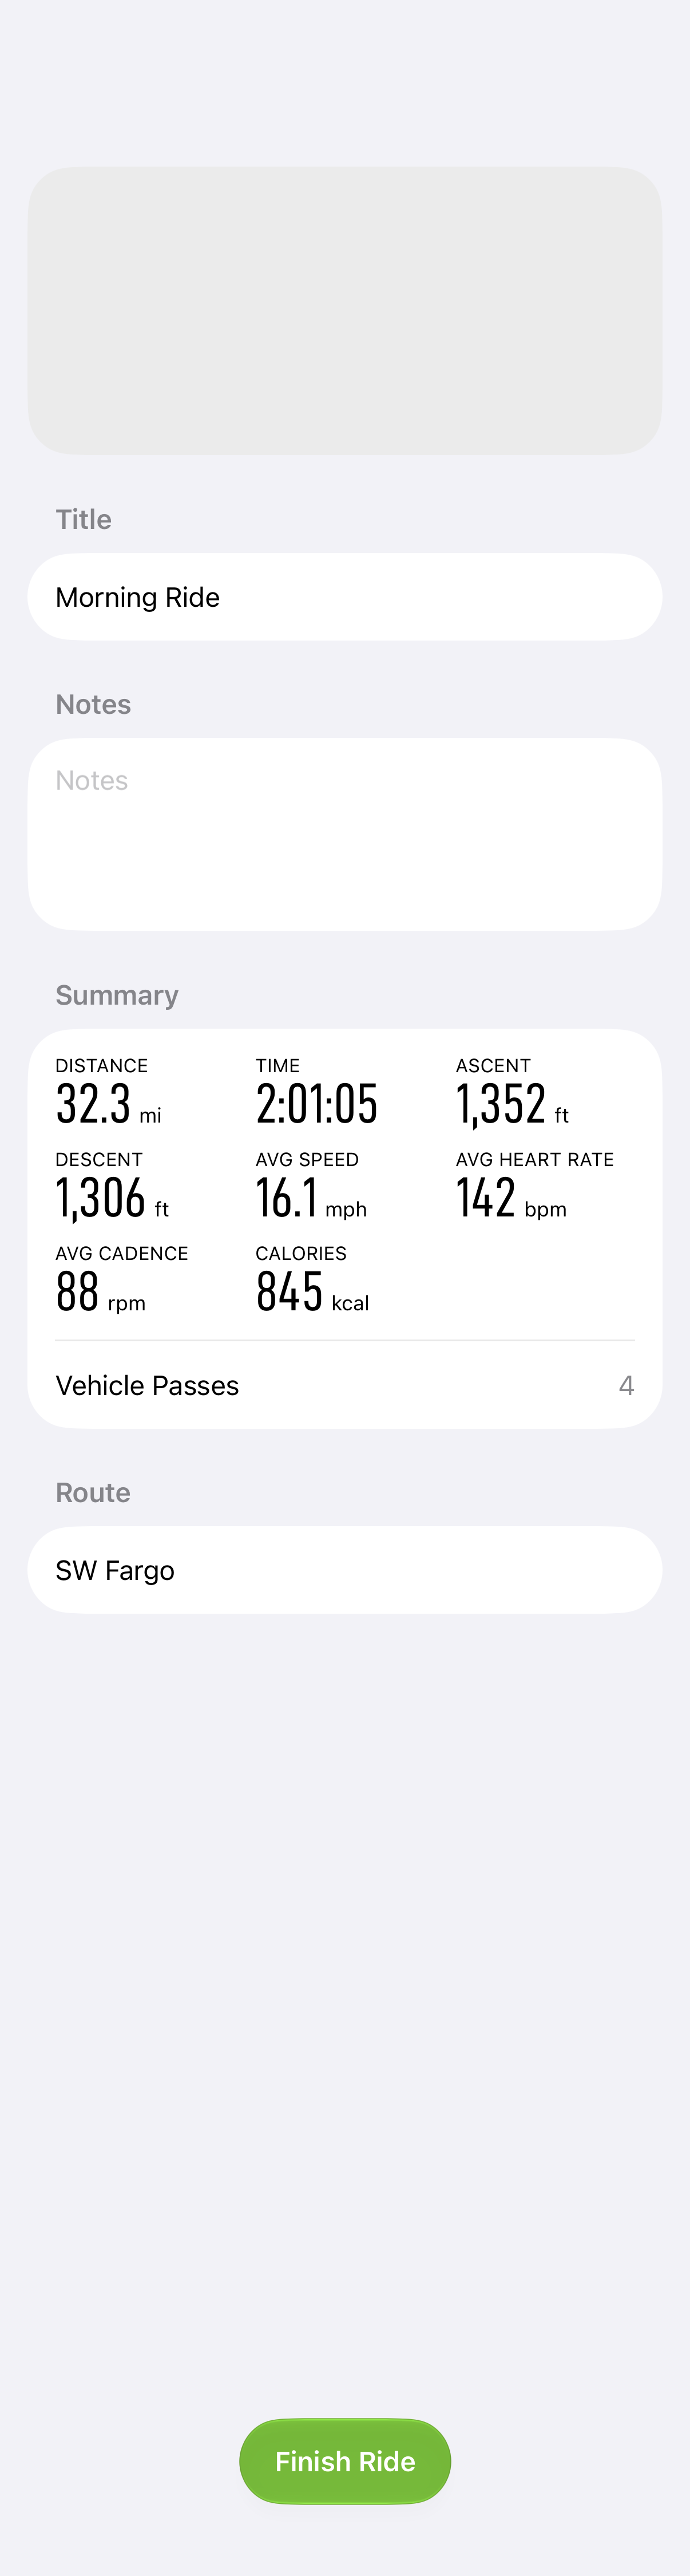 Title
Morning Ride
Notes
Notes
Summary
DISTANCE TIME ASCENT
32.3 mi 2:01:05 1,352 ft
DESCENT AVG SPEED AVG HEART RATE
1,306 ft 16.1 mph 142 bpm
AVG CADENCE CALORIES
88 rpm 845 kcal
Vehicle Passes 4
Route
SW Fargo
Finish Ride